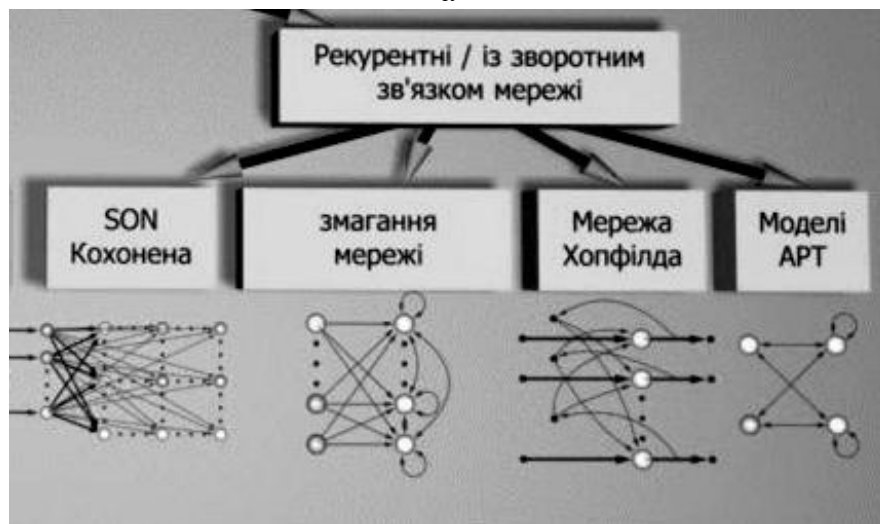 Рекурентні / із зворотним
зв'язком мережі
SON
Кохонена
змагання
мережі
Мережа
Хопфілда
Моделі
АРТ